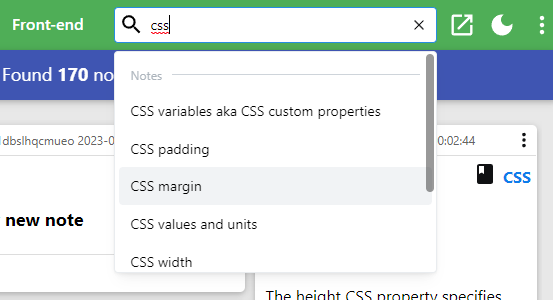 Front-end
css
Found 170 no
Notes
CSS variables aka CSS custom properties
CSS padding
CSS margin
CSS values and units
CSS width
dbslhqcmueo 2023-0
0:02:44
CSS
new note
The height CSS property specifies